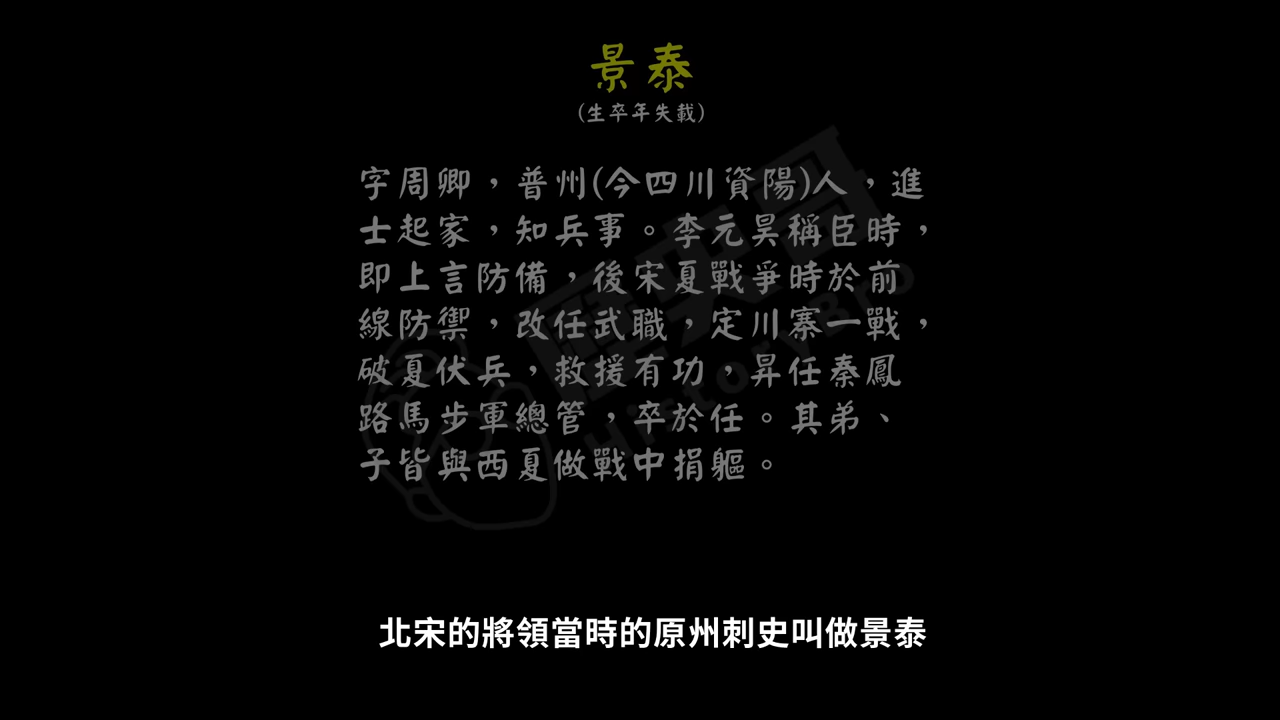 景泰
(生卒年失載)
字周卿，普州(今四川資陽)人，進
士起家，知兵事。李元昊稱臣時，
即上言防備，後宋夏戰爭時於前
線防禦，改任武職，定川寨一戰，
破夏伏兵，救援有功，昇任秦鳳
路馬步軍總管，卒於任。其弟、
子皆與西夏做戰中捐軀。
歷史哥
HistoryBro
北宋的將領當時的原州刺史叫做景泰